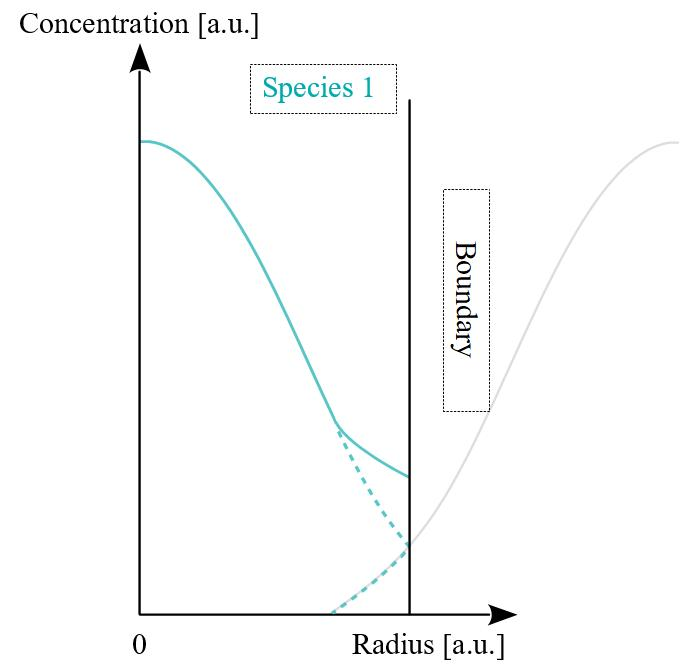 Concentration [a.u.]
Species 1
Boundary
0
Radius [a.u.]